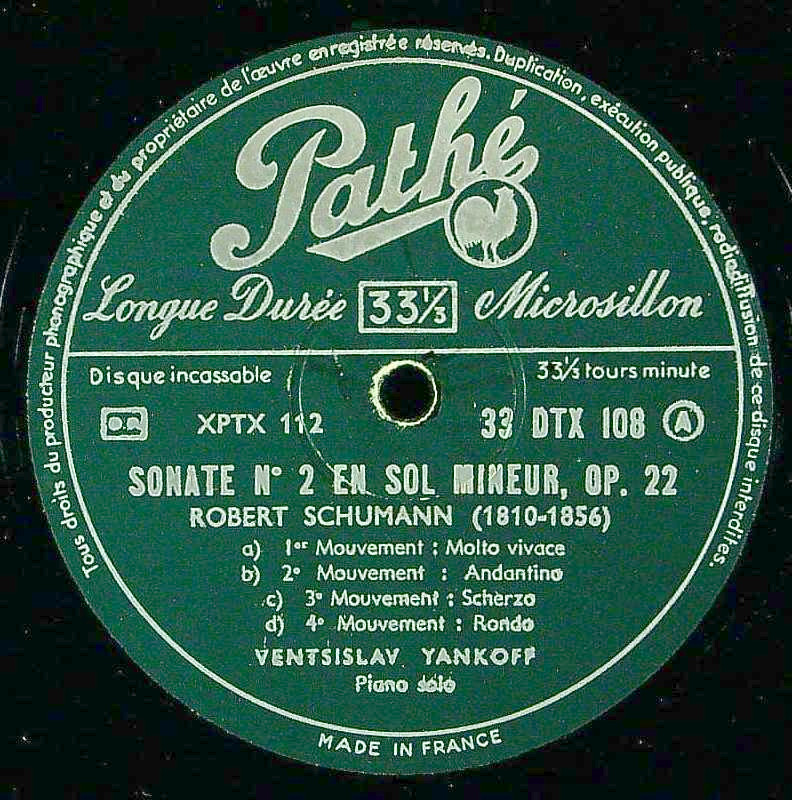 Tous droits du producteur phonographique et du propriétaire de l'œuvre enregistrée réservés. Duplication, exécution publique, radiodiffusion de ce disque interdites.
Pathé
Longue Durée 33⅓ Microsillon
Disque incassable 33⅓ tours minute
XPTX 112 33 DTX 108 A
SONATE N° 2 EN SOL MINEUR, OP. 22
ROBERT SCHUMANN (1810-1856)
a) 1er Mouvement : Molto vivace
b) 2e Mouvement : Andantino
c) 3e Mouvement : Scherzo
d) 4e Mouvement : Rondo
VENTSISLAV YANKOFF
Piano solo
MADE IN FRANCE